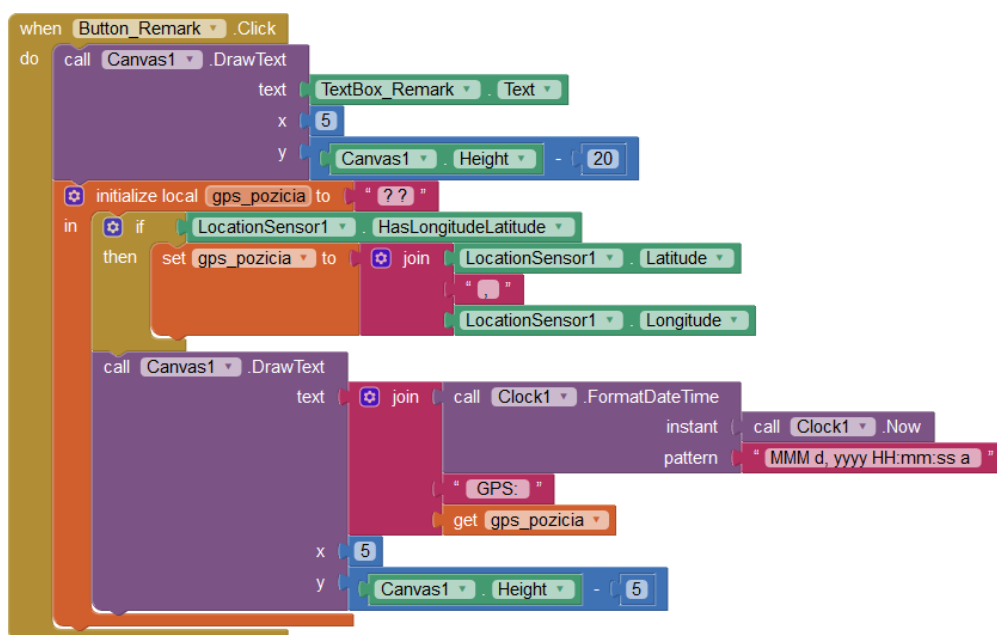 when Button_Remark .Click
do call Canvas1 .DrawText
text TextBox_Remark . Text
x 5
y Canvas1 . Height - 20
initialize local gps_pozicia to " ? ? "
in if LocationSensor1 . HasLongitudeLatitude
then set gps_pozicia to join LocationSensor1 . Latitude
" , "
LocationSensor1 . Longitude
call Canvas1 .DrawText
text join call Clock1 .FormatDateTime
instant call Clock1 .Now
pattern " MMM d, yyyy HH:mm:ss a "
" GPS: "
get gps_pozicia
x 5
y Canvas1 . Height - 5